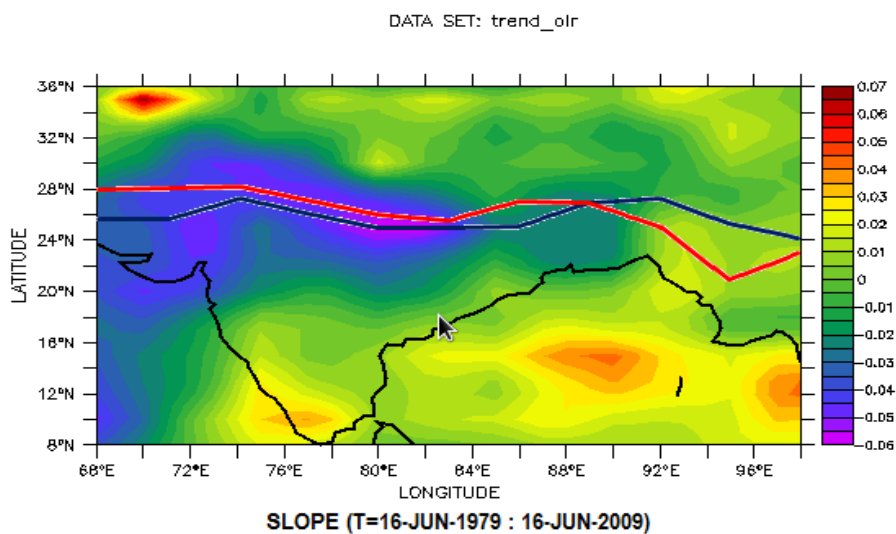 DATA SET: trend_olr
36°N
32°N
28°N
24°N
20°N
16°N
12°N
8°N
LATITUDE
68°E 72°E 76°E 80°E 84°E 88°E 92°E 96°E
LONGITUDE
0.07
0.06
0.05
0.04
0.03
0.02
0.01
0
-0.01
-0.02
-0.03
-0.04
-0.05
-0.06
SLOPE (T=16-JUN-1979 : 16-JUN-2009)